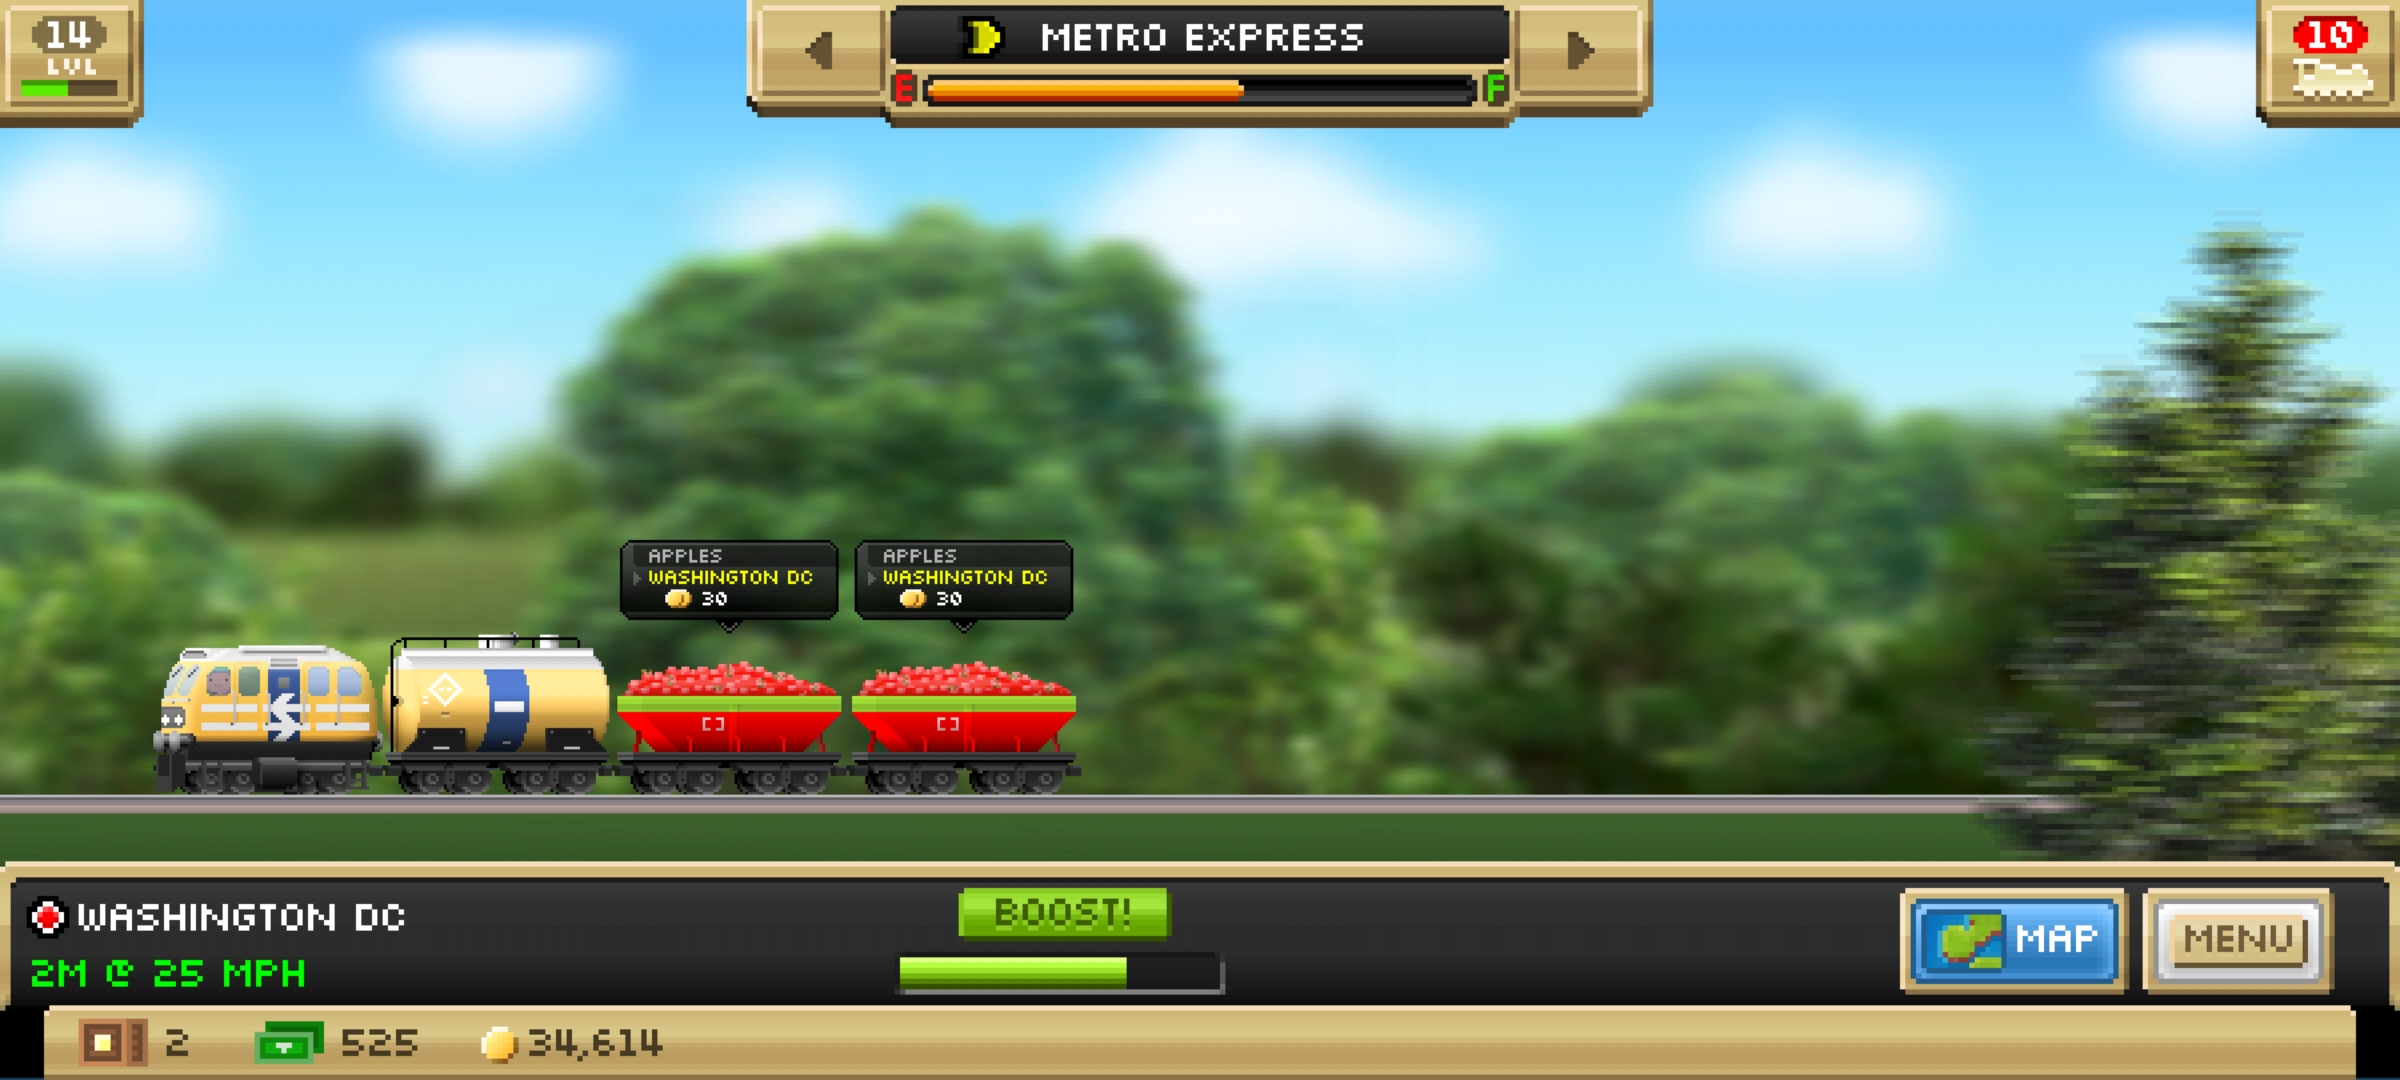 14
LVL
METRO EXPRESS
E F
10
APPLES
WASHINGTON DC
30
APPLES
WASHINGTON DC
30
WASHINGTON DC
2M @ 25 MPH
BOOST!
MAP
MENU
2
525
34,614